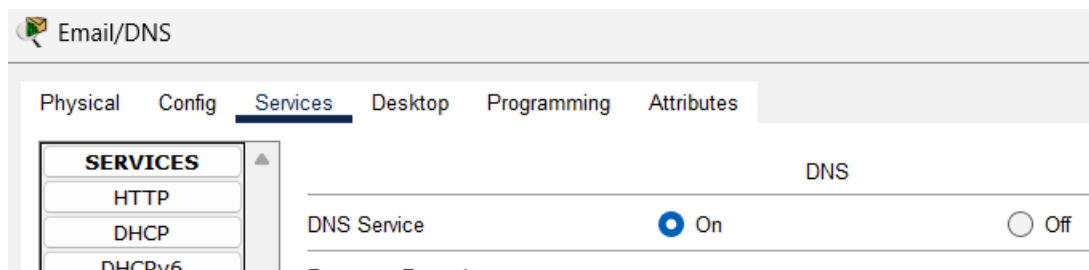 Email/DNS
Physical Config Services Desktop Programming Attributes
SERVICES
HTTP
DHCP
DHCPv6
DNS
DNS Service On Off